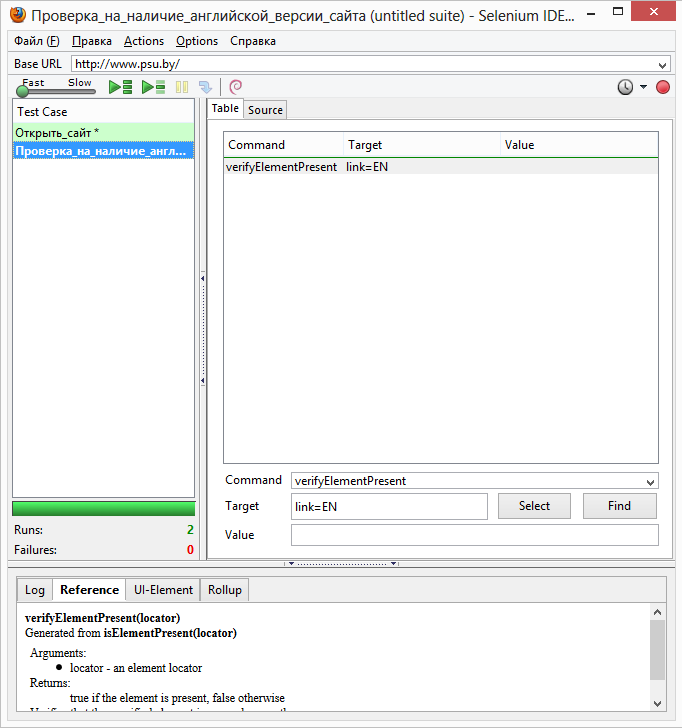 Проверка_на_наличие_английской_версии_сайта (untitled suite) - Selenium IDE...
Файл (F) Правка Actions Options Справка
Base URL http://www.psu.by/
Fast Slow
Test Case
Открыть_сайт *
Проверка_на_наличие_англ...
Table Source
Command Target Value
verifyElementPresent link=EN
Command verifyElementPresent
Target link=EN Select Find
Value
Runs: 2
Failures: 0
Log Reference UI-Element Rollup
verifyElementPresent(locator)
Generated from isElementPresent(locator)
Arguments:
locator - an element locator
Returns:
true if the element is present, false otherwise